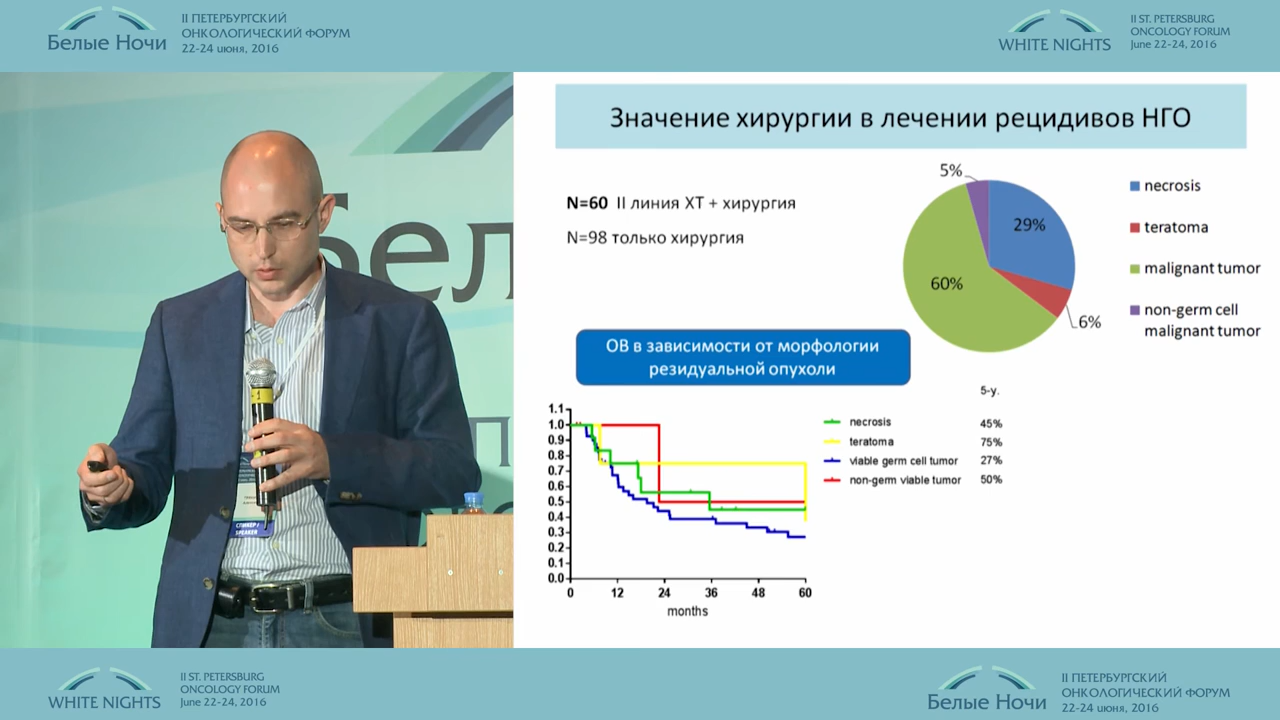 Белые Ночи
II ПЕТЕРБУРГСКИЙ
ОНКОЛОГИЧЕСКИЙ ФОРУМ
22-24 июня, 2016
WHITE NIGHTS
II ST. PETERSBURG
ONCOLOGY FORUM
June 22-24, 2016
Бел
СПИКЕР /
SPEAKER
Значение хирургии в лечении рецидивов НГО
N=60 II линия ХТ + хирургия
N=98 только хирургия
5%
29%
60%
6%
necrosis
teratoma
malignant tumor
non-germ cell
malignant tumor
ОВ в зависимости от морфологии
резидуальной опухоли
1.1
1.0
0.9
0.8
0.7
0.6
0.5
0.4
0.3
0.2
0.1
0.0
0 12 24 36 48 60
months
5-y.
necrosis 45%
teratoma 75%
viable germ cell tumor 27%
non-germ viable tumor 50%
WHITE NIGHTS
II ST. PETERSBURG
ONCOLOGY FORUM
June 22-24, 2016
Белые Ночи
II ПЕТЕРБУРГСКИЙ
ОНКОЛОГИЧЕСКИЙ ФОРУМ
22-24 июня, 2016